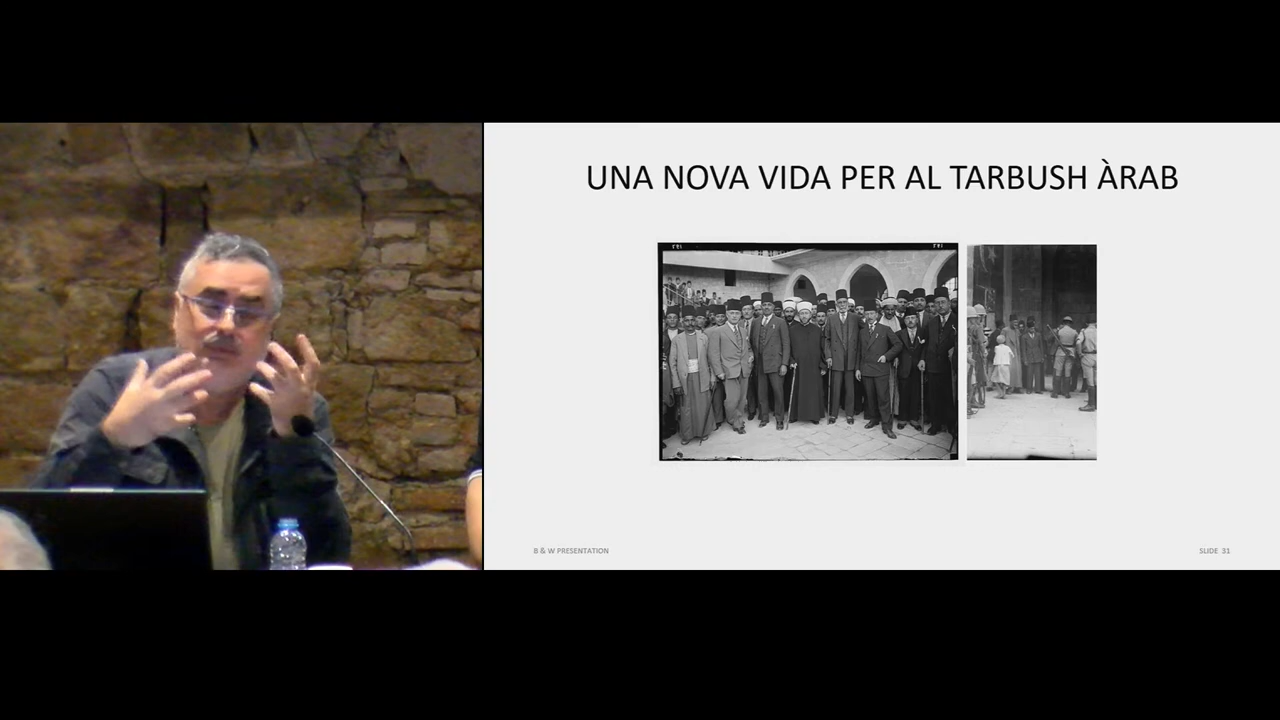 UNA NOVA VIDA PER AL TARBUSH ÀRAB
B & W PRESENTATION
SLIDE 31